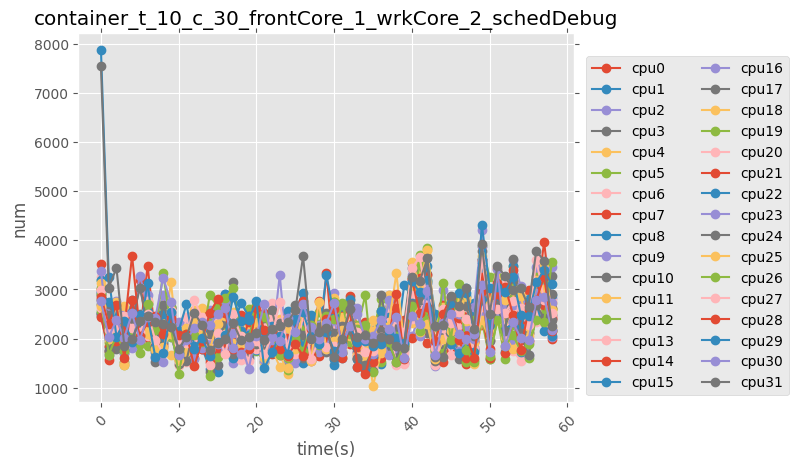 container_t_10_c_30_frontCore_1_wrkCore_2_schedDebug
8000
7000
6000
5000
4000
3000
2000
1000
num
0
10
20
30
40
50
60
time(s)
cpu0
cpu1
cpu2
cpu3
cpu4
cpu5
cpu6
cpu7
cpu8
cpu9
cpu10
cpu11
cpu12
cpu13
cpu14
cpu15
cpu16
cpu17
cpu18
cpu19
cpu20
cpu21
cpu22
cpu23
cpu24
cpu25
cpu26
cpu27
cpu28
cpu29
cpu30
cpu31